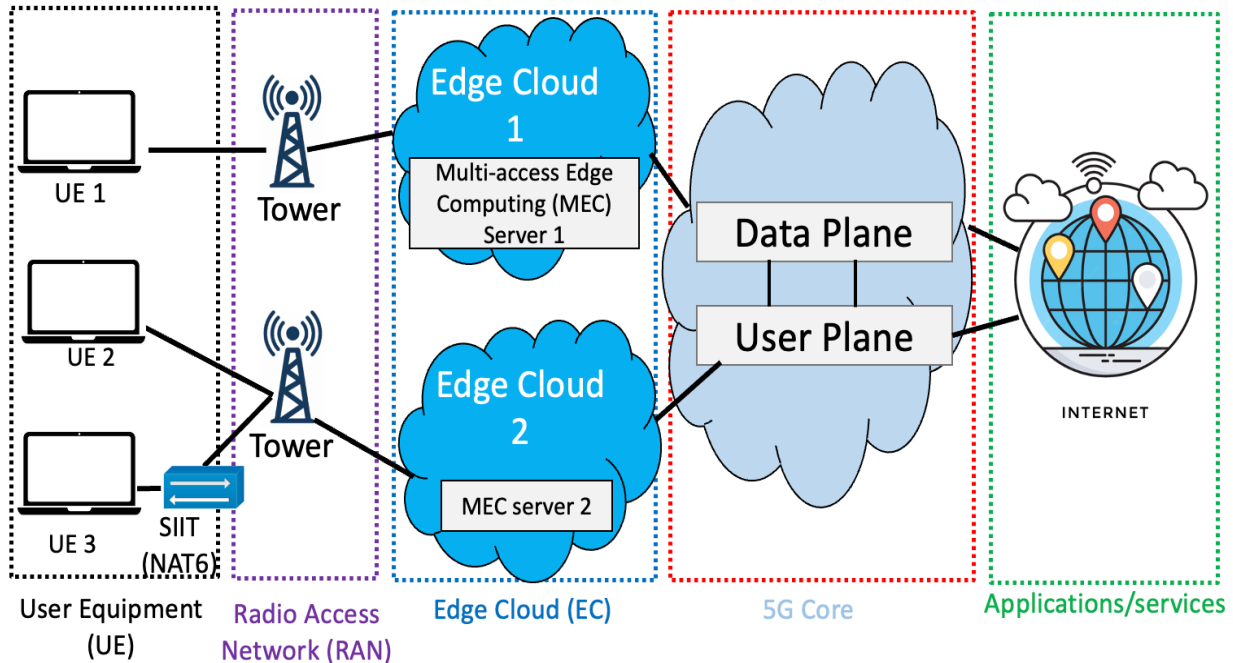 UE 1
UE 2
UE 3
SIIT
(NAT6)
User Equipment
(UE)
Tower
Tower
Radio Access
Network (RAN)
Edge Cloud
1
Multi-access Edge
Computing (MEC)
Server 1
Edge Cloud
2
MEC server 2
Edge Cloud (EC)
Data Plane
User Plane
5G Core
INTERNET
Applications/services